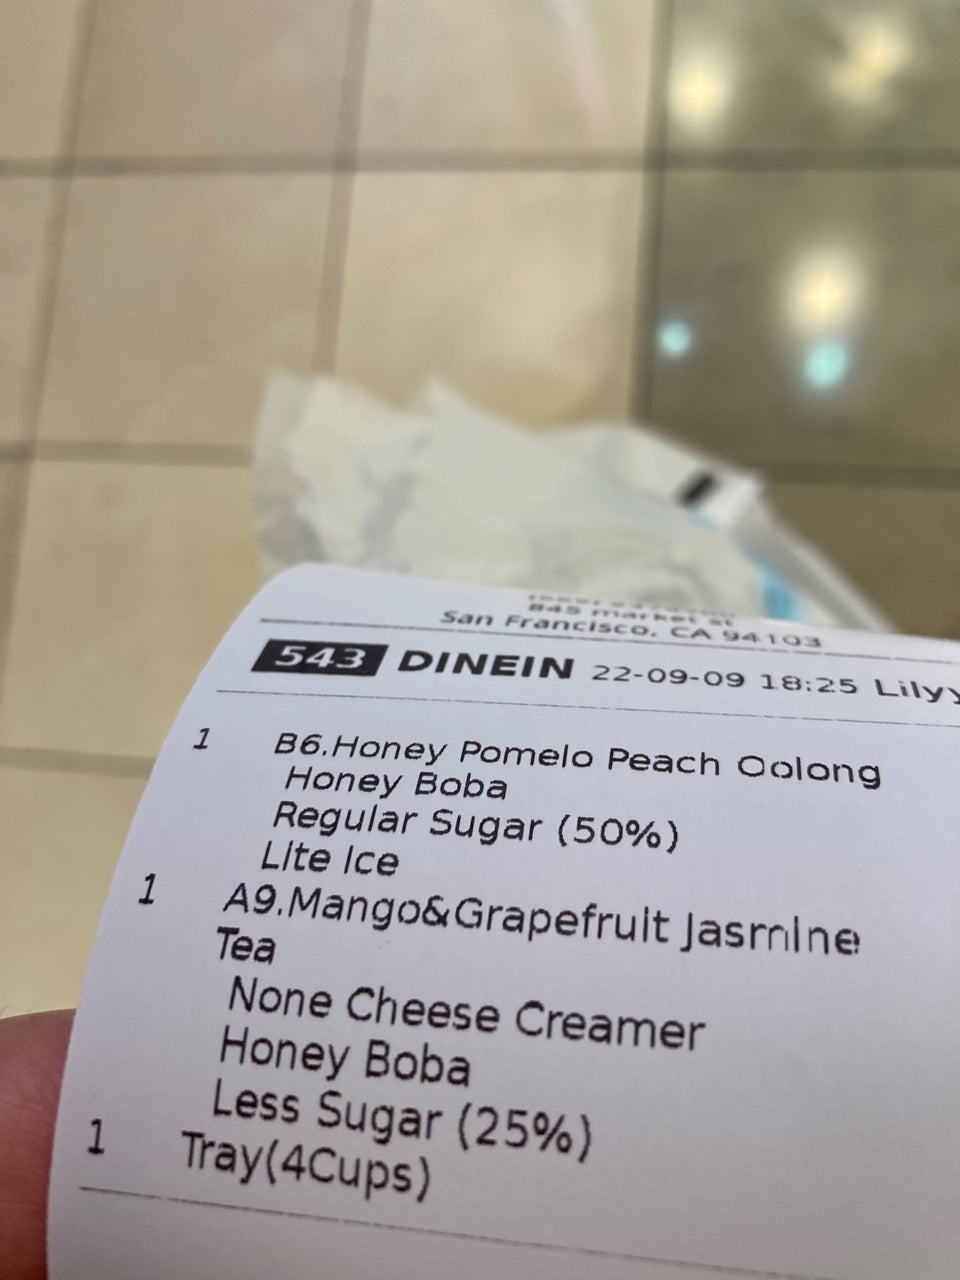 845 market st
San Francisco, CA 94103
543 DINEIN 22-09-09 18:25 Lilyy
1 B6.Honey Pomelo Peach Oolong
Honey Boba
Regular Sugar (50%)
Lite Ice
1 A9.Mango&Grapefruit Jasmine
Tea
None Cheese Creamer
Honey Boba
Less Sugar (25%)
1 Tray(4Cups)